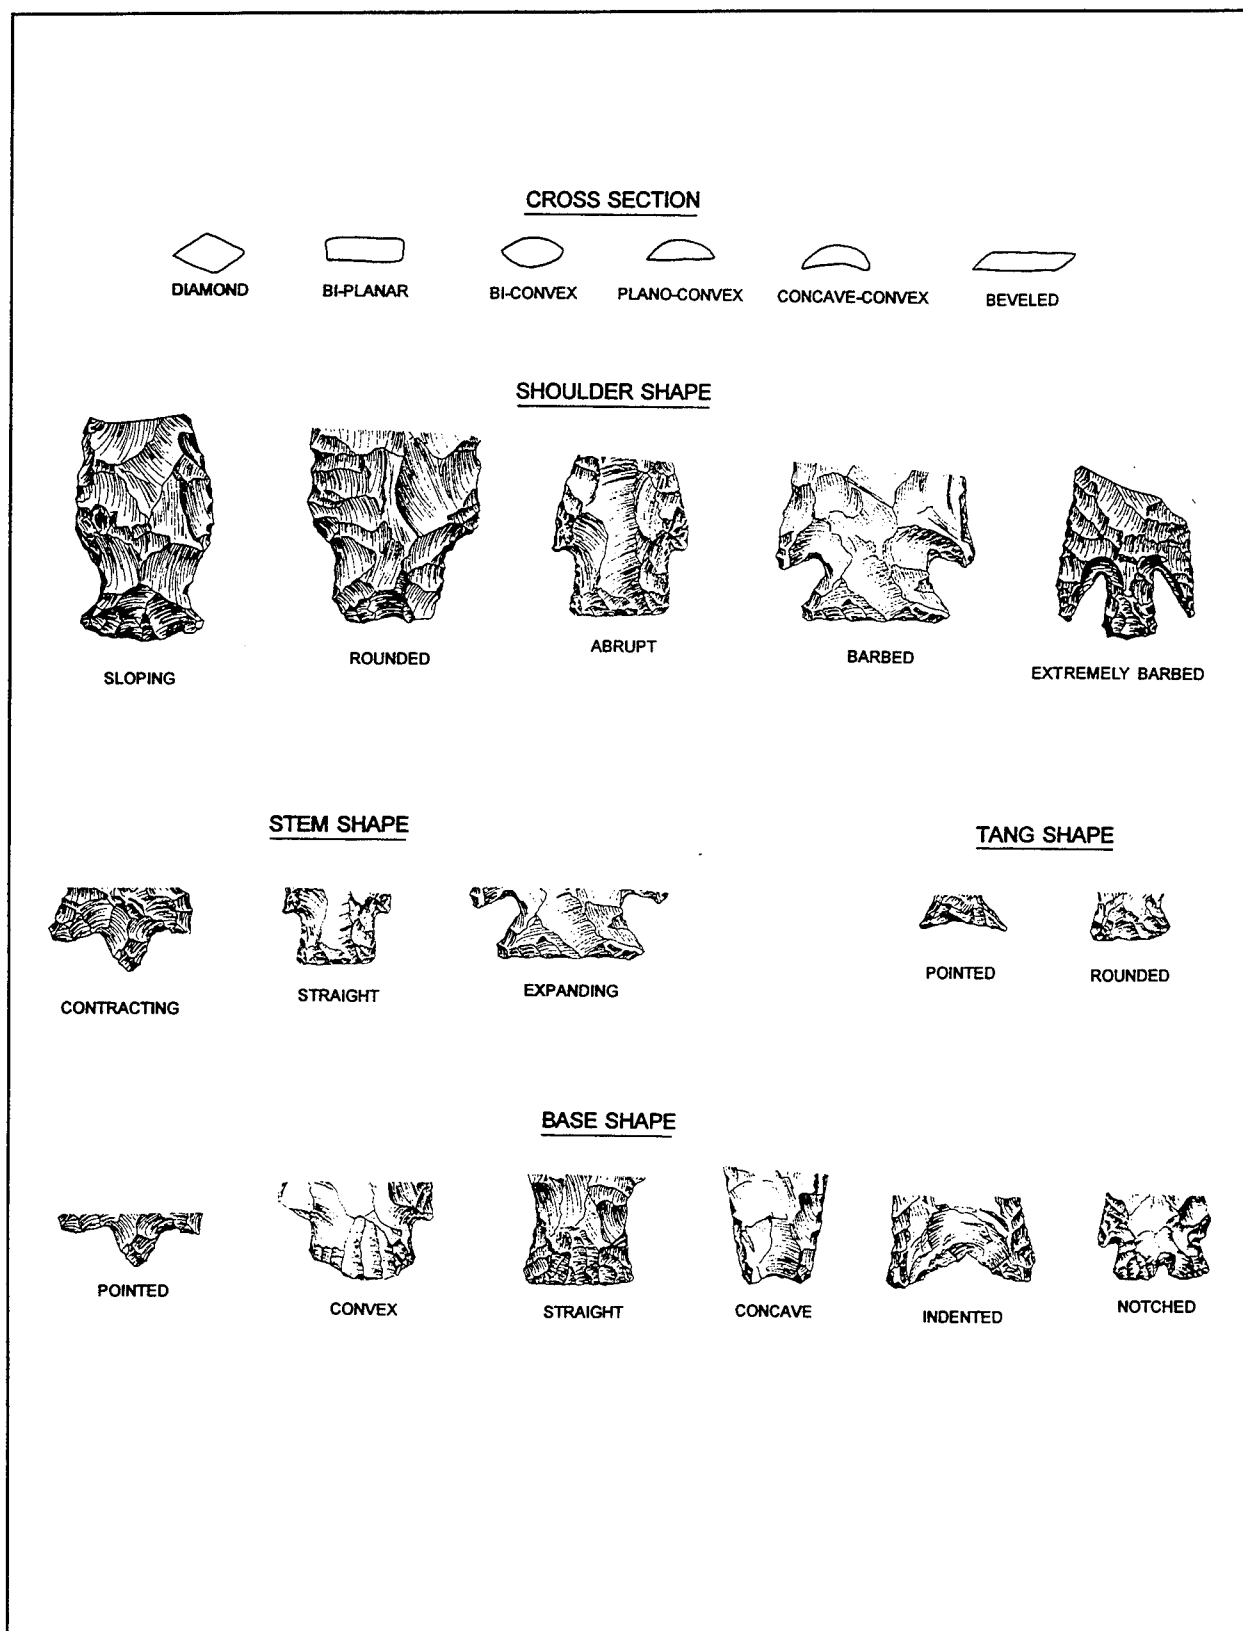 CROSS SECTION
DIAMOND
BI-PLANAR
BI-CONVEX
PLANO-CONVEX
CONCAVE-CONVEX
BEVELED
SHOULDER SHAPE
SLOPING
ROUNDED
ABRUPT
BARBED
EXTREMELY BARBED
STEM SHAPE
CONTRACTING
STRAIGHT
EXPANDING
TANG SHAPE
POINTED
ROUNDED
BASE SHAPE
POINTED
CONVEX
STRAIGHT
CONCAVE
INDENTED
NOTCHED